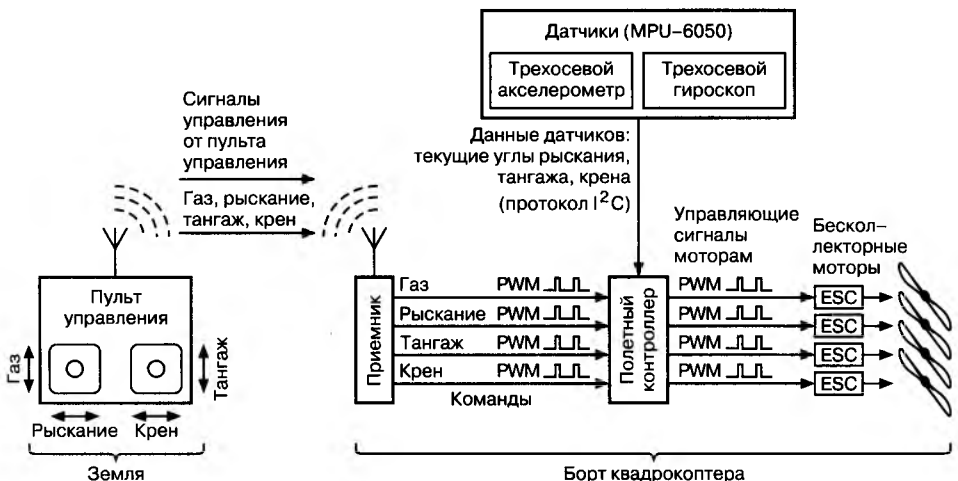 Датчики (MPU–6050)
Трехосевой
акселерометр
Трехосевой
гироскоп
Сигналы
управления
от пульта
управления
Газ, рыскание,
тангаж, крен
Данные датчиков:
текущие углы рыскания,
тангажа, крена
(протокол I²C)
Управляющие
сигналы
моторам
Бескол–
лекторные
моторы
Пульт
управления
Газ
Тангаж
Рыскание
Крен
Земля
Приемник
Газ PWM
Рыскание PWM
Тангаж PWM
Крен PWM
Команды
Полетный
контроллер
PWM ESC
PWM ESC
PWM ESC
PWM ESC
Борт квадрокоптера